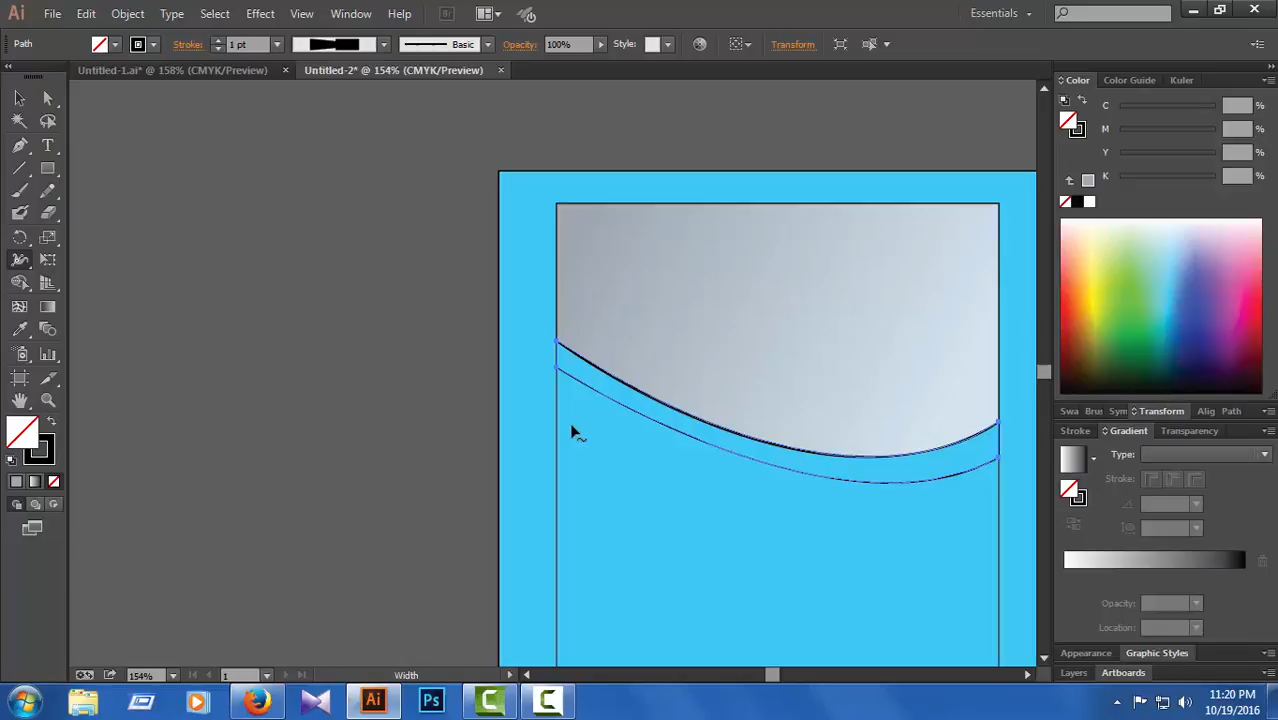 Ai File Edit Object Type Select Effect View Window Help Br Essentials
Path Stroke: 1 pt Basic Opacity: 100% Style: Transform
Untitled-1.ai* @ 158% (CMYK/Preview) × Untitled-2* @ 154% (CMYK/Preview) ×
Color Color Guide Kuler
C %
M %
Y %
K %
Swa Brus Sym Transform Alig Path
Stroke Gradient Transparency
Type:
Stroke:
Opacity:
Location:
Appearance Graphic Styles
Layers Artboards
154% 1 Width
Ai Ps C C
11:20 PM
10/19/2016